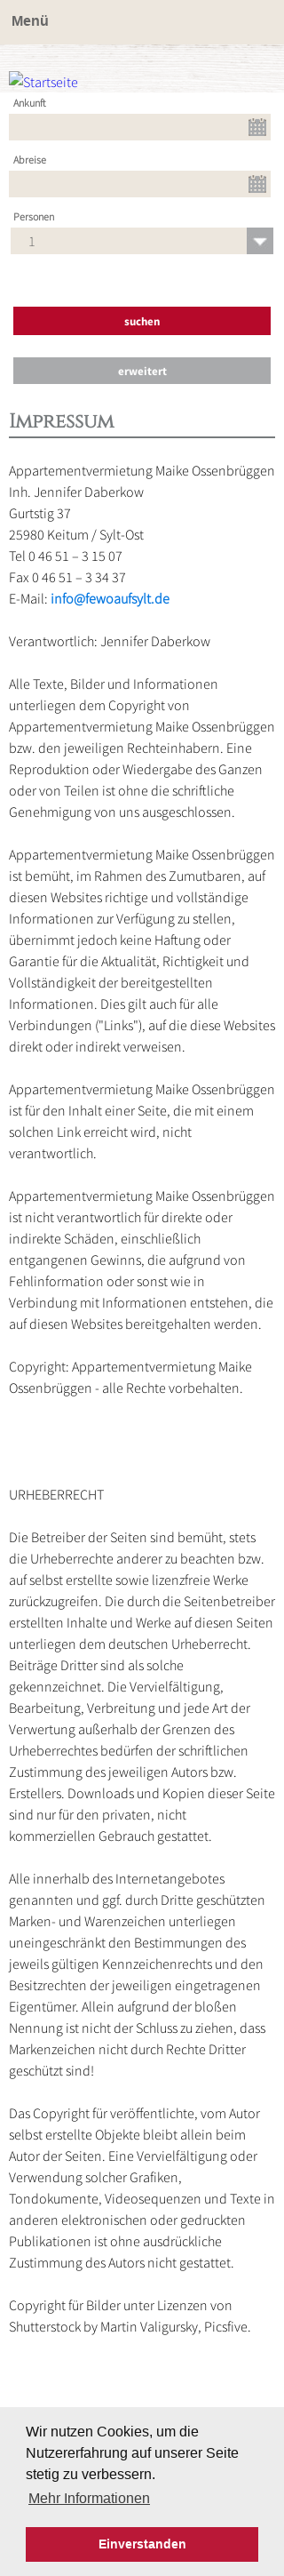 Menü
Startseite
Ankunft
Abreise
Personen
1
suchen
erweitert
Impressum
Appartementvermietung Maike Ossenbrüggen
Inh. Jennifer Daberkow
Gurtstig 37
25980 Keitum / Sylt-Ost
Tel 0 46 51 – 3 15 07
Fax 0 46 51 – 3 34 37
E-Mail: info@fewoaufsylt.de
Verantwortlich: Jennifer Daberkow
Alle Texte, Bilder und Informationen
unterliegen dem Copyright von
Appartementvermietung Maike Ossenbrüggen
bzw. den jeweiligen Rechteinhabern. Eine
Reproduktion oder Wiedergabe des Ganzen
oder von Teilen ist ohne die schriftliche
Genehmigung von uns ausgeschlossen.
Appartementvermietung Maike Ossenbrüggen
ist bemüht, im Rahmen des Zumutbaren, auf
diesen Websites richtige und vollständige
Informationen zur Verfügung zu stellen,
übernimmt jedoch keine Haftung oder
Garantie für die Aktualität, Richtigkeit und
Vollständigkeit der bereitgestellten
Informationen. Dies gilt auch für alle
Verbindungen ("Links"), auf die diese Websites
direkt oder indirekt verweisen.
Appartementvermietung Maike Ossenbrüggen
ist für den Inhalt einer Seite, die mit einem
solchen Link erreicht wird, nicht
verantwortlich.
Appartementvermietung Maike Ossenbrüggen
ist nicht verantwortlich für direkte oder
indirekte Schäden, einschließlich
entgangenen Gewinns, die aufgrund von
Fehlinformation oder sonst wie in
Verbindung mit Informationen entstehen, die
auf diesen Websites bereitgehalten werden.
Copyright: Appartementvermietung Maike
Ossenbrüggen - alle Rechte vorbehalten.
URHEBERRECHT
Die Betreiber der Seiten sind bemüht, stets
die Urheberrechte anderer zu beachten bzw.
auf selbst erstellte sowie lizenzfreie Werke
zurückzugreifen. Die durch die Seitenbetreiber
erstellten Inhalte und Werke auf diesen Seiten
unterliegen dem deutschen Urheberrecht.
Beiträge Dritter sind als solche
gekennzeichnet. Die Vervielfältigung,
Bearbeitung, Verbreitung und jede Art der
Verwertung außerhalb der Grenzen des
Urheberrechtes bedürfen der schriftlichen
Zustimmung des jeweiligen Autors bzw.
Erstellers. Downloads und Kopien dieser Seite
sind nur für den privaten, nicht
kommerziellen Gebrauch gestattet.
Alle innerhalb des Internetangebotes
genannten und ggf. durch Dritte geschützten
Marken- und Warenzeichen unterliegen
uneingeschränkt den Bestimmungen des
jeweils gültigen Kennzeichenrechts und den
Besitzrechten der jeweiligen eingetragenen
Eigentümer. Allein aufgrund der bloßen
Nennung ist nicht der Schluss zu ziehen, dass
Markenzeichen nicht durch Rechte Dritter
geschützt sind!
Das Copyright für veröffentlichte, vom Autor
selbst erstellte Objekte bleibt allein beim
Autor der Seiten. Eine Vervielfältigung oder
Verwendung solcher Grafiken,
Tondokumente, Videosequenzen und Texte in
anderen elektronischen oder gedruckten
Publikationen ist ohne ausdrückliche
Zustimmung des Autors nicht gestattet.
Copyright für Bilder unter Lizenzen von
Shutterstock by Martin Valigursky, Picsfive.
Wir nutzen Cookies, um die
Nutzererfahrung auf unserer Seite
stetig zu verbessern.
Mehr Informationen
Einverstanden